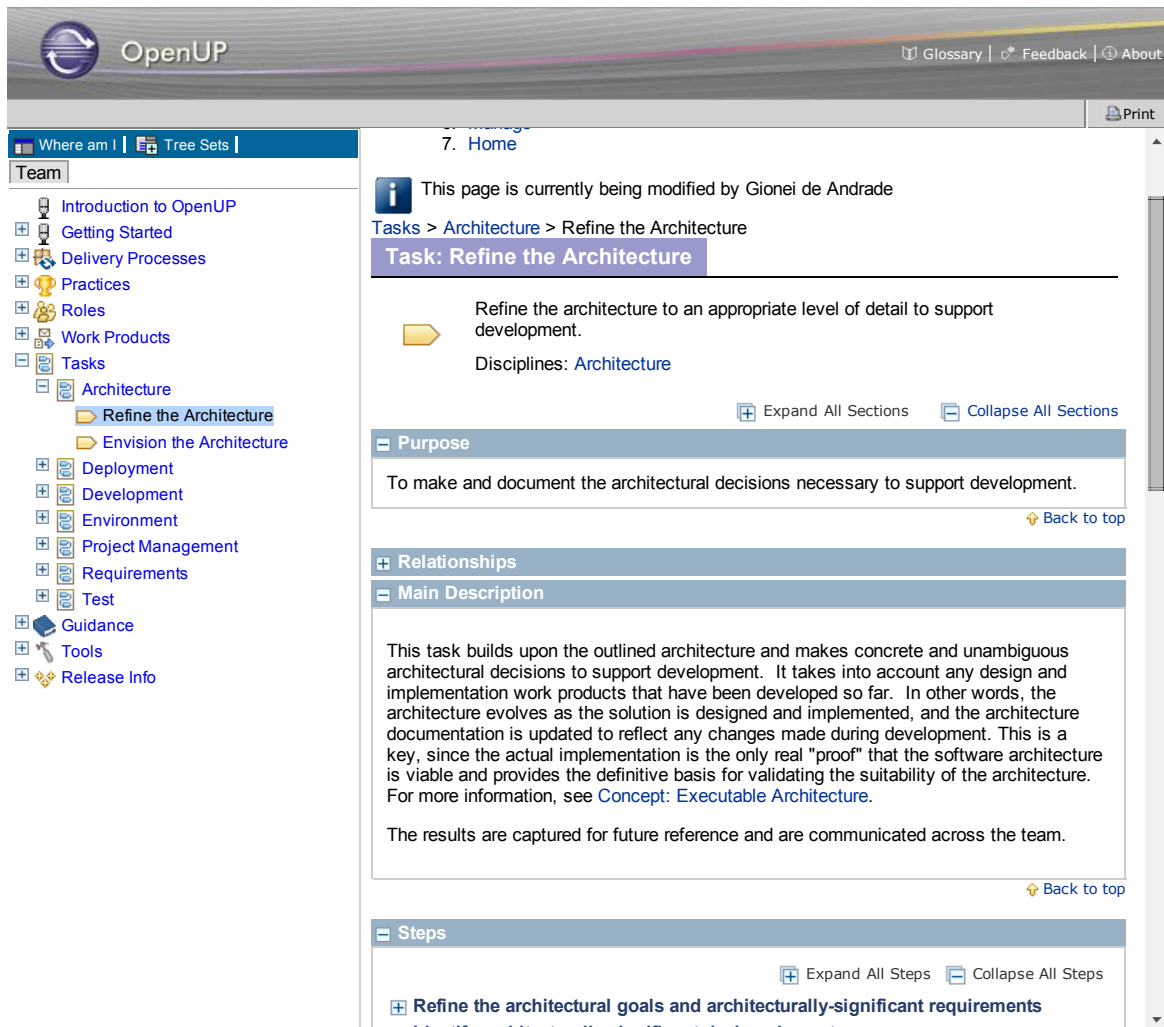 OpenUP
Glossary | Feedback | About
Print
Where am I | Tree Sets |
Team
Introduction to OpenUP
Getting Started
Delivery Processes
Practices
Roles
Work Products
Tasks
Architecture
Refine the Architecture
Envision the Architecture
Deployment
Development
Environment
Project Management
Requirements
Test
Guidance
Tools
Release Info
7. Home
This page is currently being modified by Gionei de Andrade
Tasks > Architecture > Refine the Architecture
Task: Refine the Architecture
Refine the architecture to an appropriate level of detail to support
development.
Disciplines: Architecture
Expand All Sections Collapse All Sections
Purpose
To make and document the architectural decisions necessary to support development.
Back to top
Relationships
Main Description
This task builds upon the outlined architecture and makes concrete and unambiguous
architectural decisions to support development. It takes into account any design and
implementation work products that have been developed so far. In other words, the
architecture evolves as the solution is designed and implemented, and the architecture
documentation is updated to reflect any changes made during development. This is a
key, since the actual implementation is the only real "proof" that the software architecture
is viable and provides the definitive basis for validating the suitability of the architecture.
For more information, see Concept: Executable Architecture.
The results are captured for future reference and are communicated across the team.
Back to top
Steps
Expand All Steps Collapse All Steps
Refine the architectural goals and architecturally-significant requirements